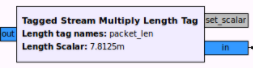 Tagged Stream Multiply Length Tag
set_scalar
Length tag names: packet_len
out
in
Length Scalar: 7.8125m